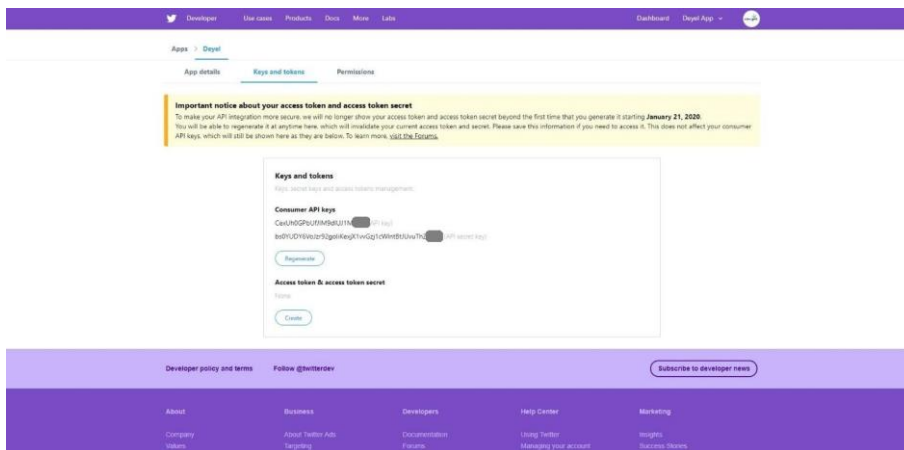 Developer Use cases Products Docs More Labs Dashboard Deyel App
Apps > Deyel
App details Keys and tokens Permissions
Important notice about your access token and access token secret
To make your API integration more secure, we will no longer show your access token and access token secret beyond the first time that you generate it starting January 21, 2020.
You will be able to regenerate it at anytime here, which will invalidate your current access token and secret. Please save this information if you need to access it. This does not affect your consumer
API keys, which will still be shown here as they are below. To learn more, visit the Forums.
Keys and tokens
Keys, secret keys and access tokens management.
Consumer API keys
(API key)
(API secret key)
Regenerate
Access token & access token secret
None
Create
Developer policy and terms Follow @twitterdev Subscribe to developer news
About Business Developers Help Center Marketing
Company About Twitter Ads Documentation Using Twitter Insights
Values Targeting Forums Managing your account Success Stories